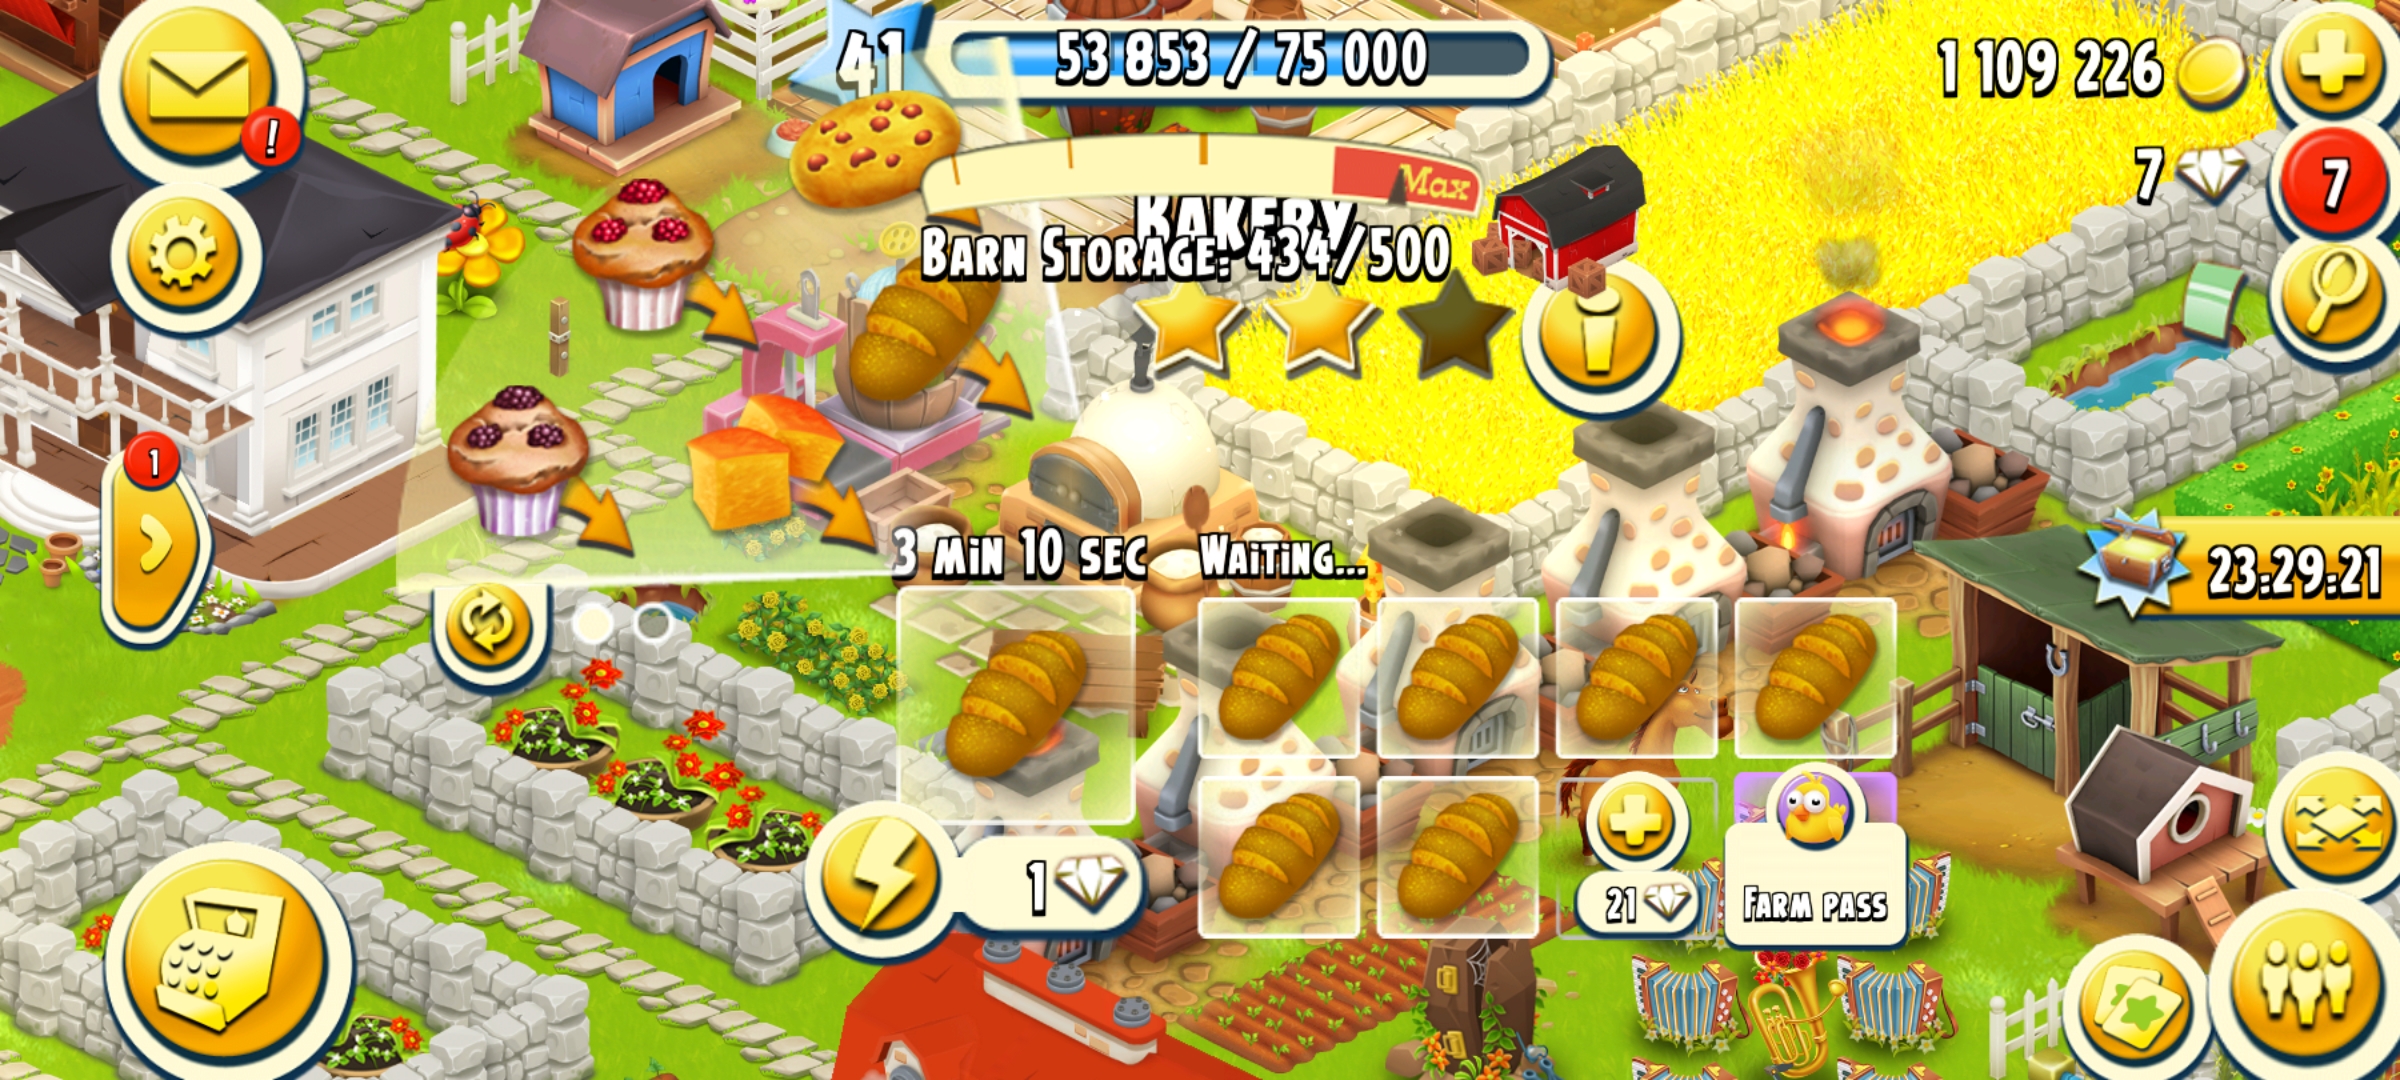 41
53 853 / 75 000
1 109 226
!
7
7
Max
BAKERY
BARN STORAGE: 434/500
1
3 MIN 10 SEC
WAITING...
23:29:21
1
21
FARM PASS